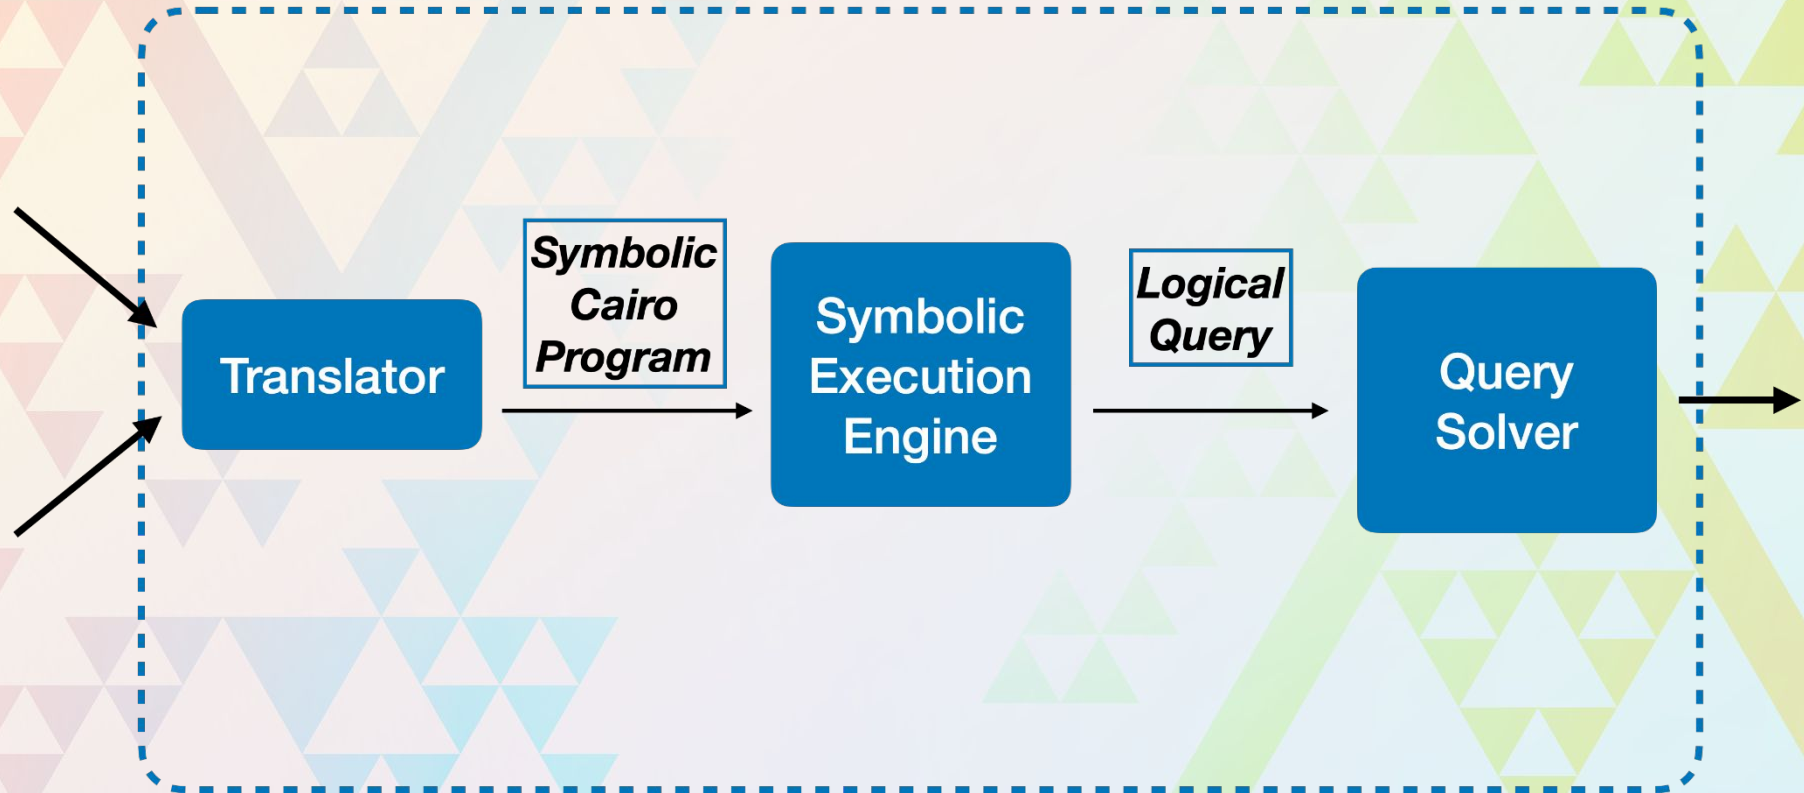 Translator
Symbolic
Cairo
Program
Symbolic
Execution
Engine
Logical
Query
Query
Solver